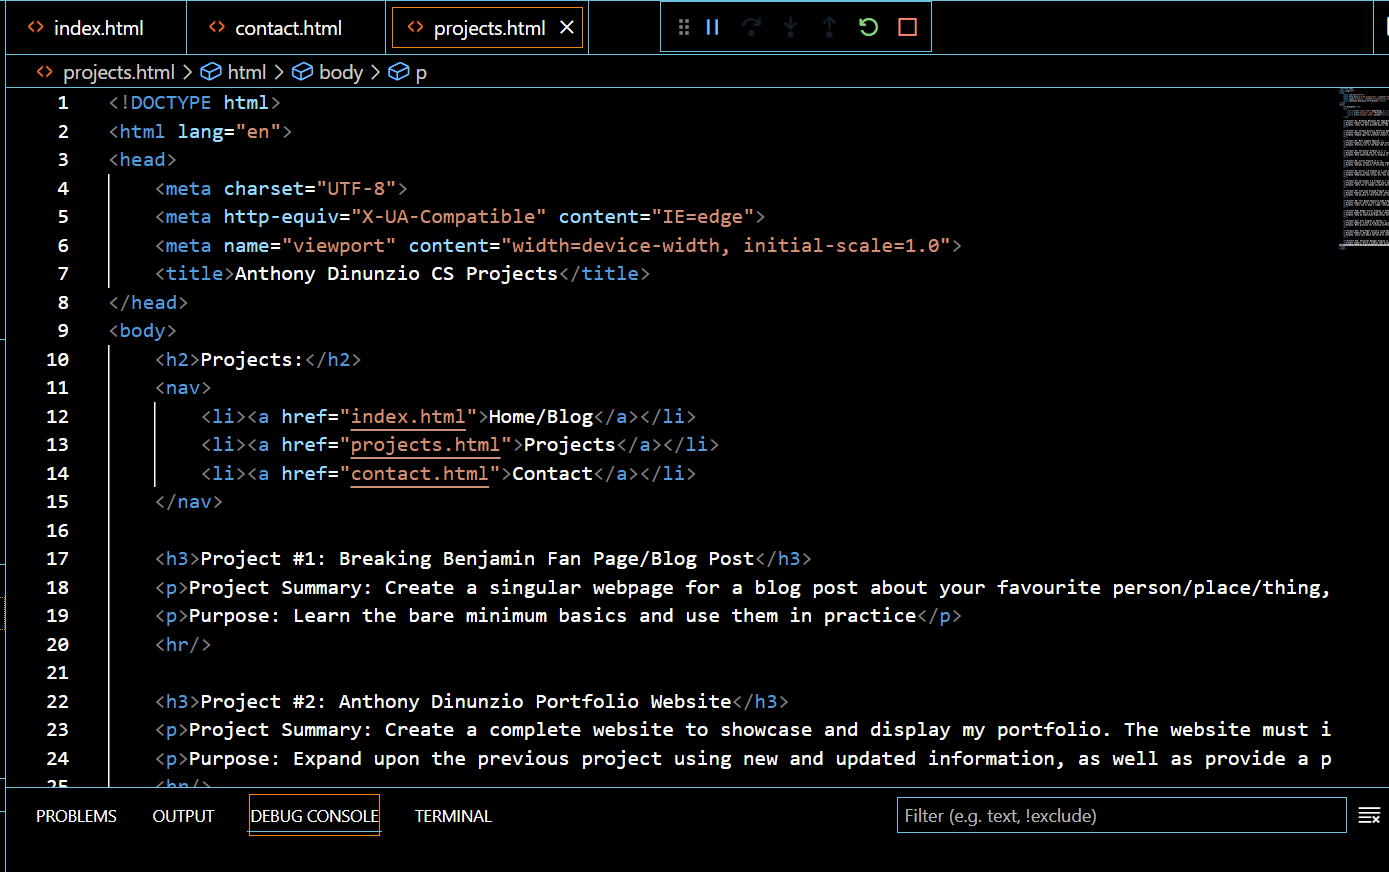 index.html contact.html projects.html
projects.html html body p
1 <!DOCTYPE html>
2 <html lang="en">
3 <head>
4 <meta charset="UTF-8">
5 <meta http-equiv="X-UA-Compatible" content="IE=edge">
6 <meta name="viewport" content="width=device-width, initial-scale=1.0">
7 <title>Anthony Dinunzio CS Projects</title>
8 </head>
9 <body>
10 <h2>Projects:</h2>
11 <nav>
12 <li><a href="index.html">Home/Blog</a></li>
13 <li><a href="projects.html">Projects</a></li>
14 <li><a href="contact.html">Contact</a></li>
15 </nav>
16
17 <h3>Project #1: Breaking Benjamin Fan Page/Blog Post</h3>
18 <p>Project Summary: Create a singular webpage for a blog post about your favourite person/place/thing,
19 <p>Purpose: Learn the bare minimum basics and use them in practice</p>
20 <hr/>
21
22 <h3>Project #2: Anthony Dinunzio Portfolio Website</h3>
23 <p>Project Summary: Create a complete website to showcase and display my portfolio. The website must i
24 <p>Purpose: Expand upon the previous project using new and updated information, as well as provide a p
25 <hr/>
PROBLEMS OUTPUT DEBUG CONSOLE TERMINAL Filter (e.g. text, !exclude)